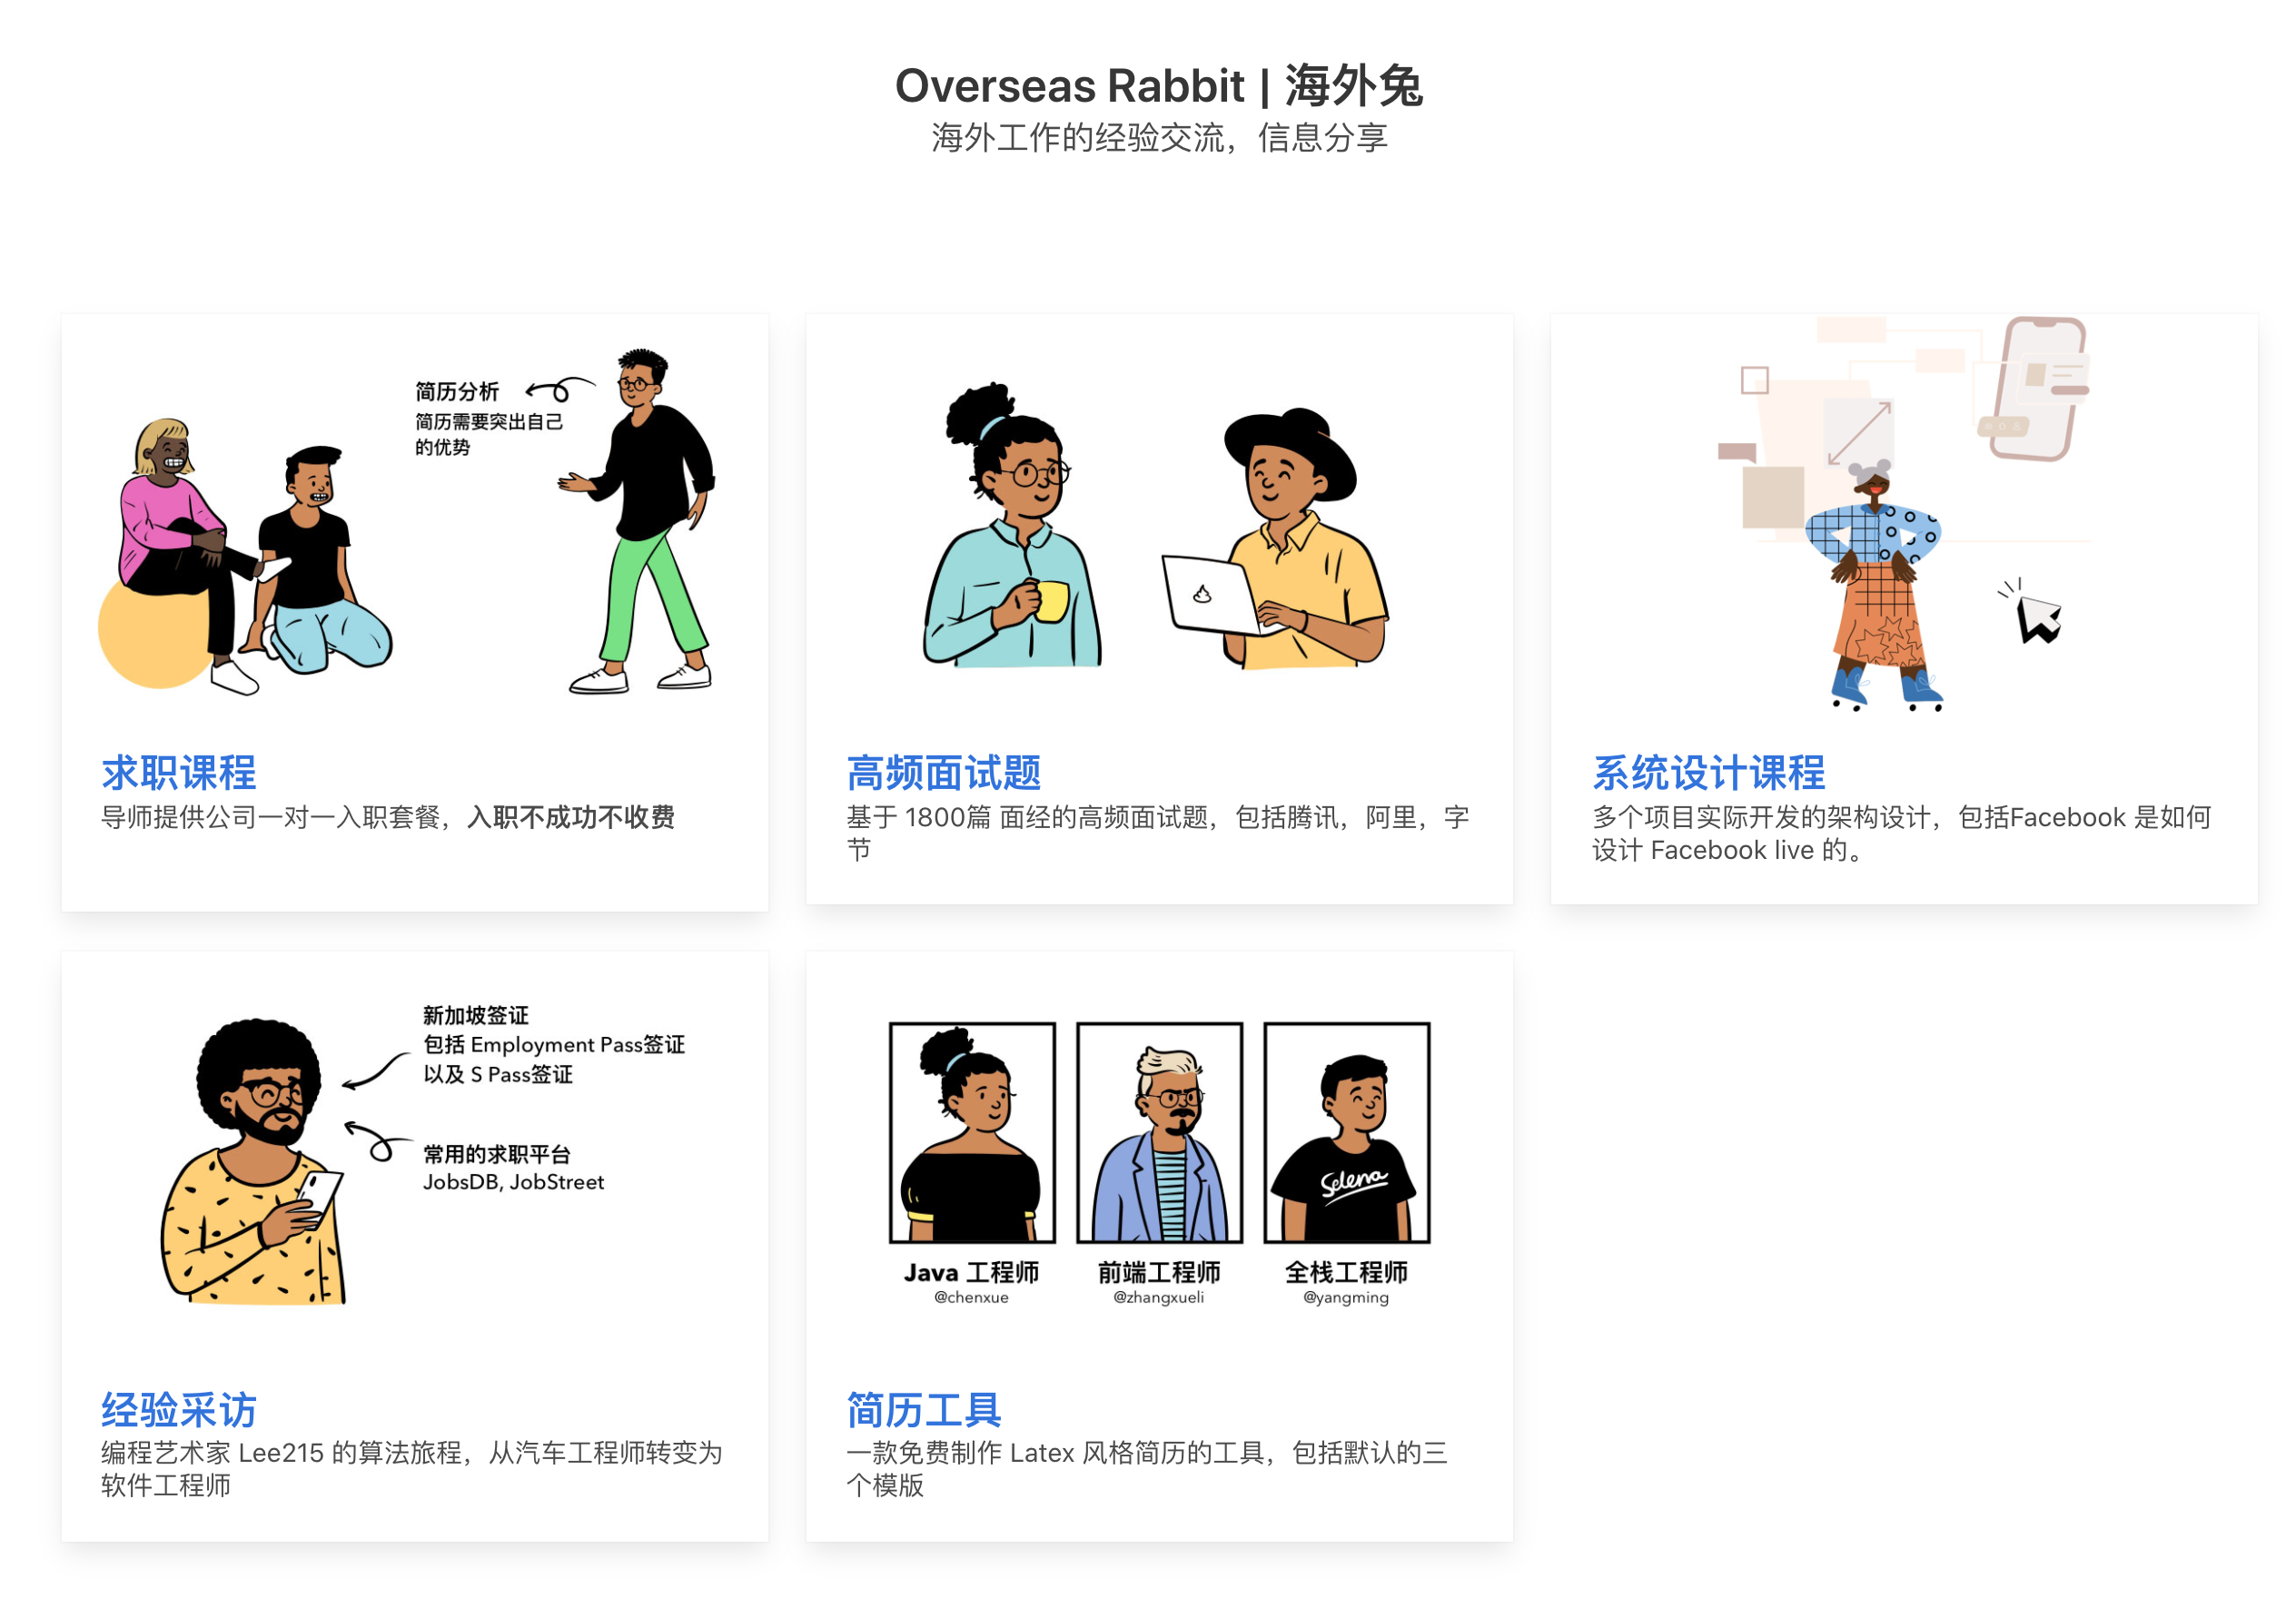 Overseas Rabbit | 海外兔
海外工作的经验交流，信息分享
简历分析
简历需要突出自己
的优势
求职课程
导师提供公司一对一入职套餐，入职不成功不收费
高频面试题
基于 1800篇 面经的高频面试题，包括腾讯，阿里，字
节
系统设计课程
多个项目实际开发的架构设计，包括Facebook 是如何
设计 Facebook live 的。
新加坡签证
包括 Employment Pass签证
以及 S Pass签证
常用的求职平台
JobsDB, JobStreet
经验采访
编程艺术家 Lee215 的算法旅程，从汽车工程师转变为
软件工程师
Selena
Java 工程师
@chenxue
前端工程师
@zhangxueli
全栈工程师
@yangming
简历工具
一款免费制作 Latex 风格简历的工具，包括默认的三
个模版